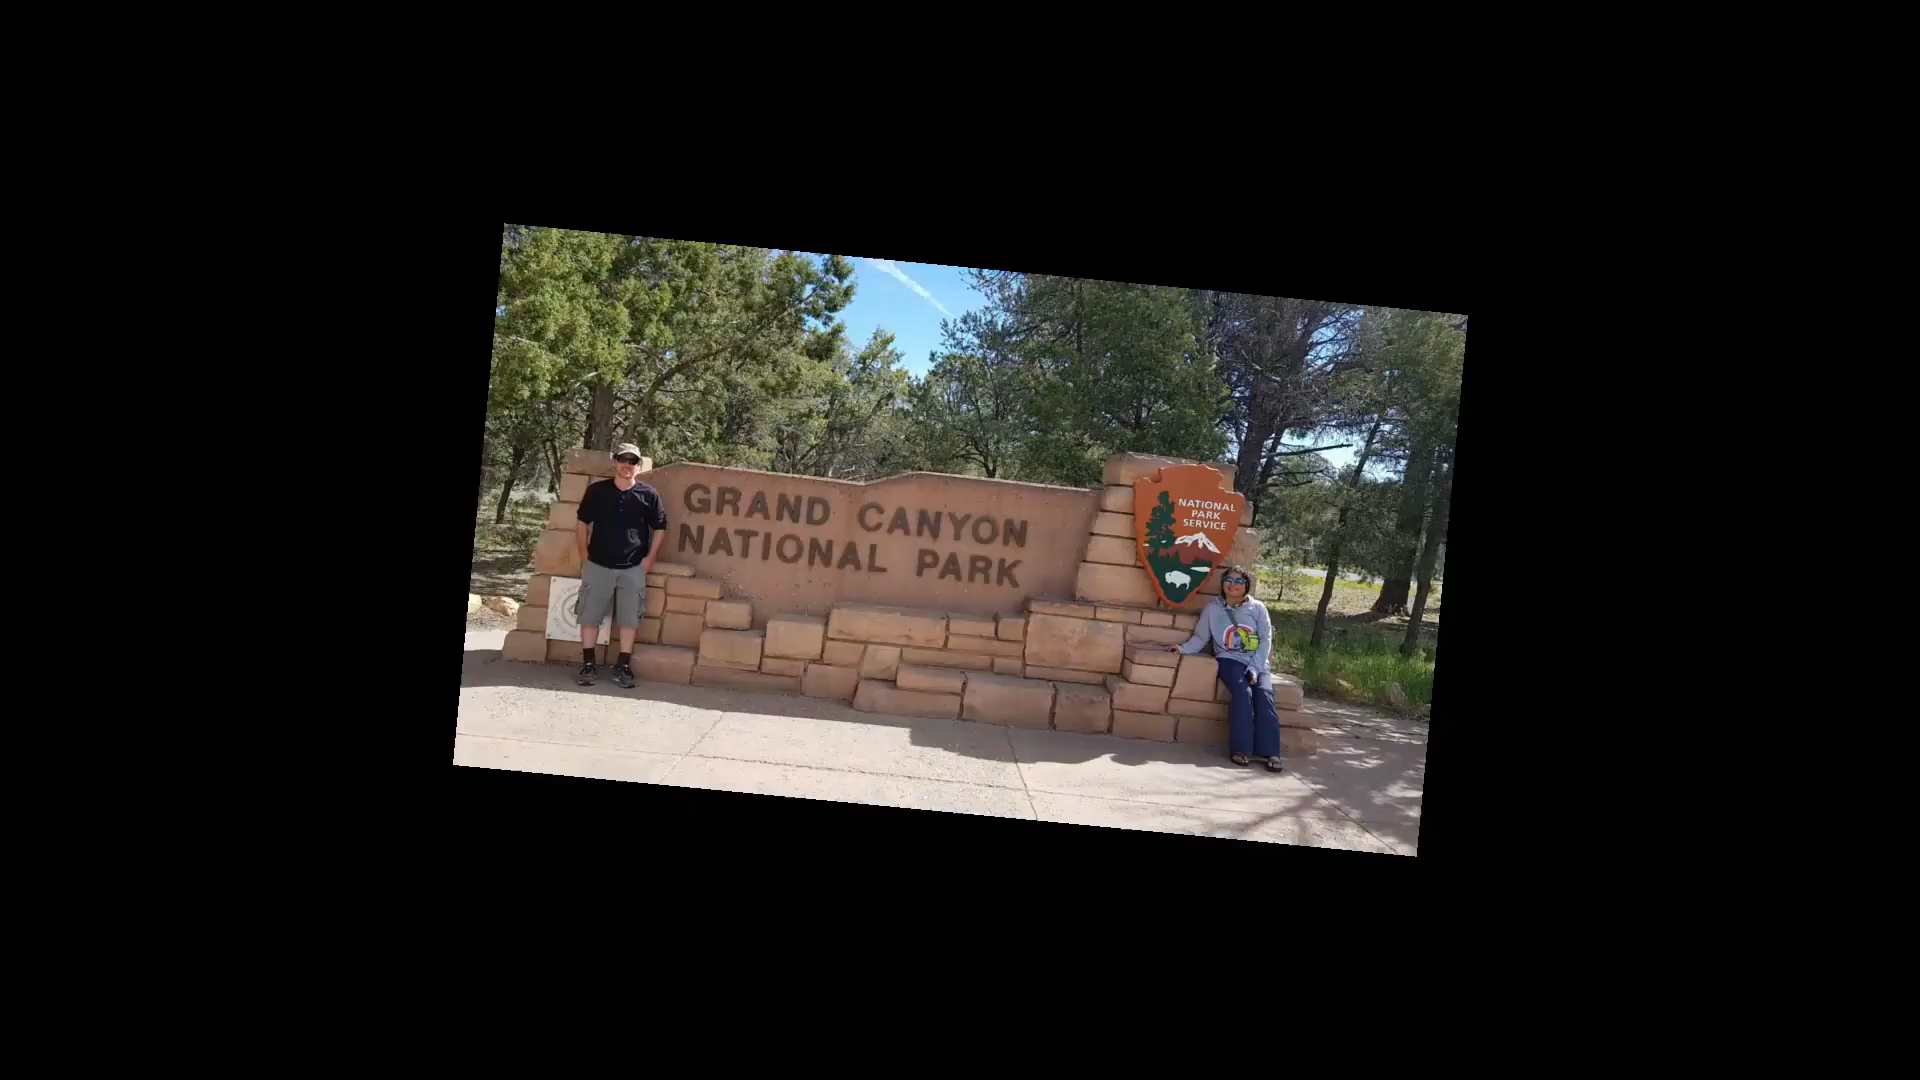 GRAND CANYON
NATIONAL PARK
NATIONAL
PARK
SERVICE